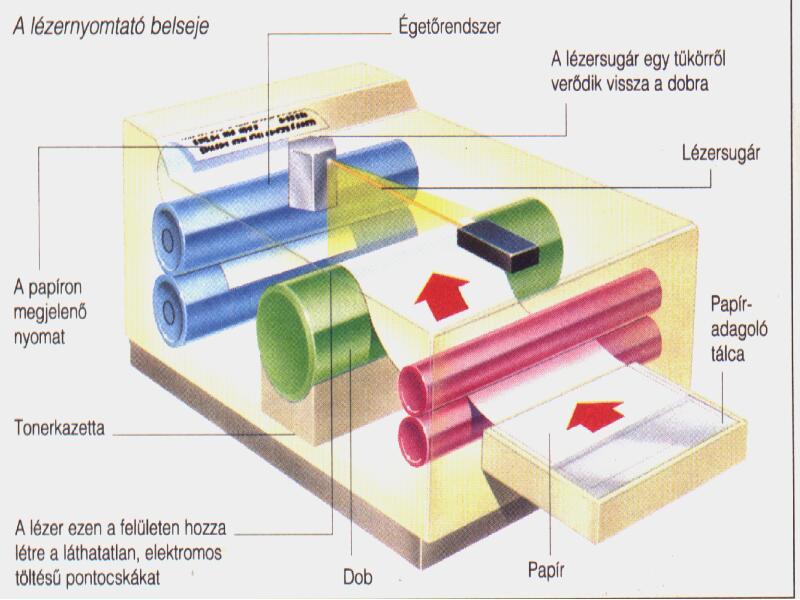 A lézernyomtató belseje
Égetőrendszer
A lézersugár egy tükörről
verődik vissza a dobra
Lézersugár
A papíron
megjelenő
nyomat
Papír-
adagoló
tálca
Tonerkazetta
A lézer ezen a felületen hozza
létre a láthatatlan, elektromos
töltésű pontocskákat
Dob
Papír